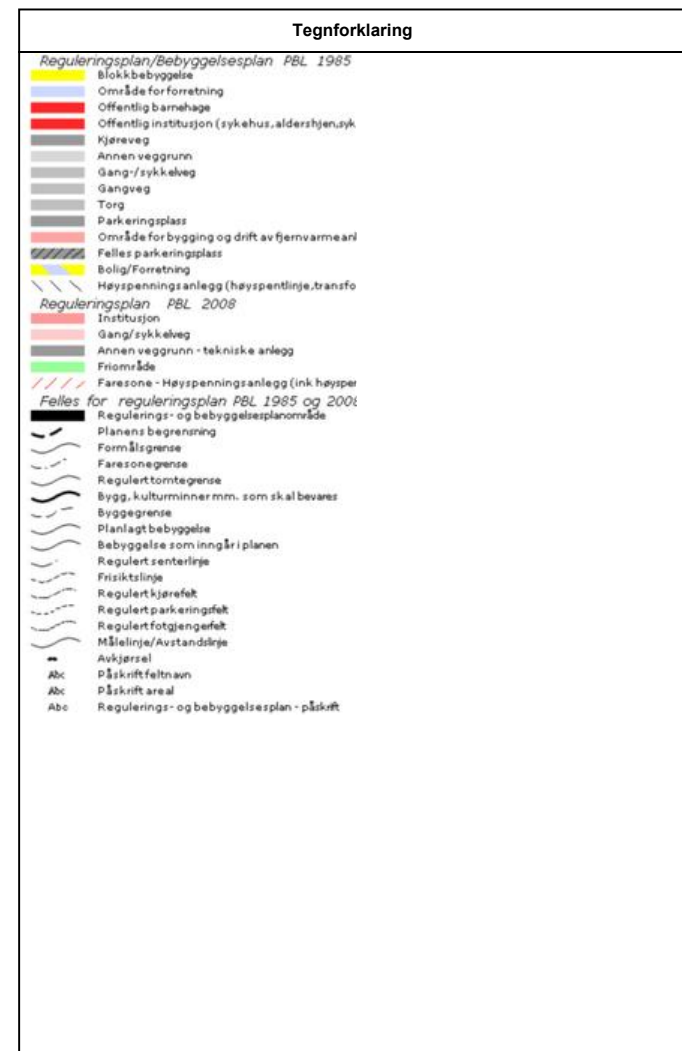 Tegnforklaring
Reguleringsplan/Bebyggelsesplan PBL 1985
Blokkbebyggelse
Område for forretning
Offentlig barnehage
Offentlig institusjon (sykehus,aldershjen,syk
Kjøreveg
Annen veggrunn
Gang-/sykkelveg
Gangveg
Torg
Parkeringsplass
Område for bygging og drift av fjernvarmeanl
Felles parkeringsplass
Bolig/Forretning
Høyspenningsanlegg (høyspentlinje,transfo
Reguleringsplan PBL 2008
Institusjon
Gang/sykkelveg
Annen veggrunn - tekniske anlegg
Friområde
Faresone - Høyspenningsanlegg (ink høyspen
Felles for reguleringsplan PBL 1985 og 2008
Regulerings- og bebyggelsesplanområde
Planens begrensning
Formålsgrense
Faresonegrense
Regulert tomtegrense
Bygg, kulturminner mm. som skal bevares
Byggegrense
Planlagt bebyggelse
Bebyggelse som inngår i planen
Regulert senterlinje
Frisiktslinje
Regulert kjørefelt
Regulert parkeringsfelt
Regulert fotgjengerfelt
Målelinje/Avstandslinje
Avkjørsel
Abc Påskrift feltnavn
Abc Påskrift areal
Abc Regulerings- og bebyggelsesplan - påskrift